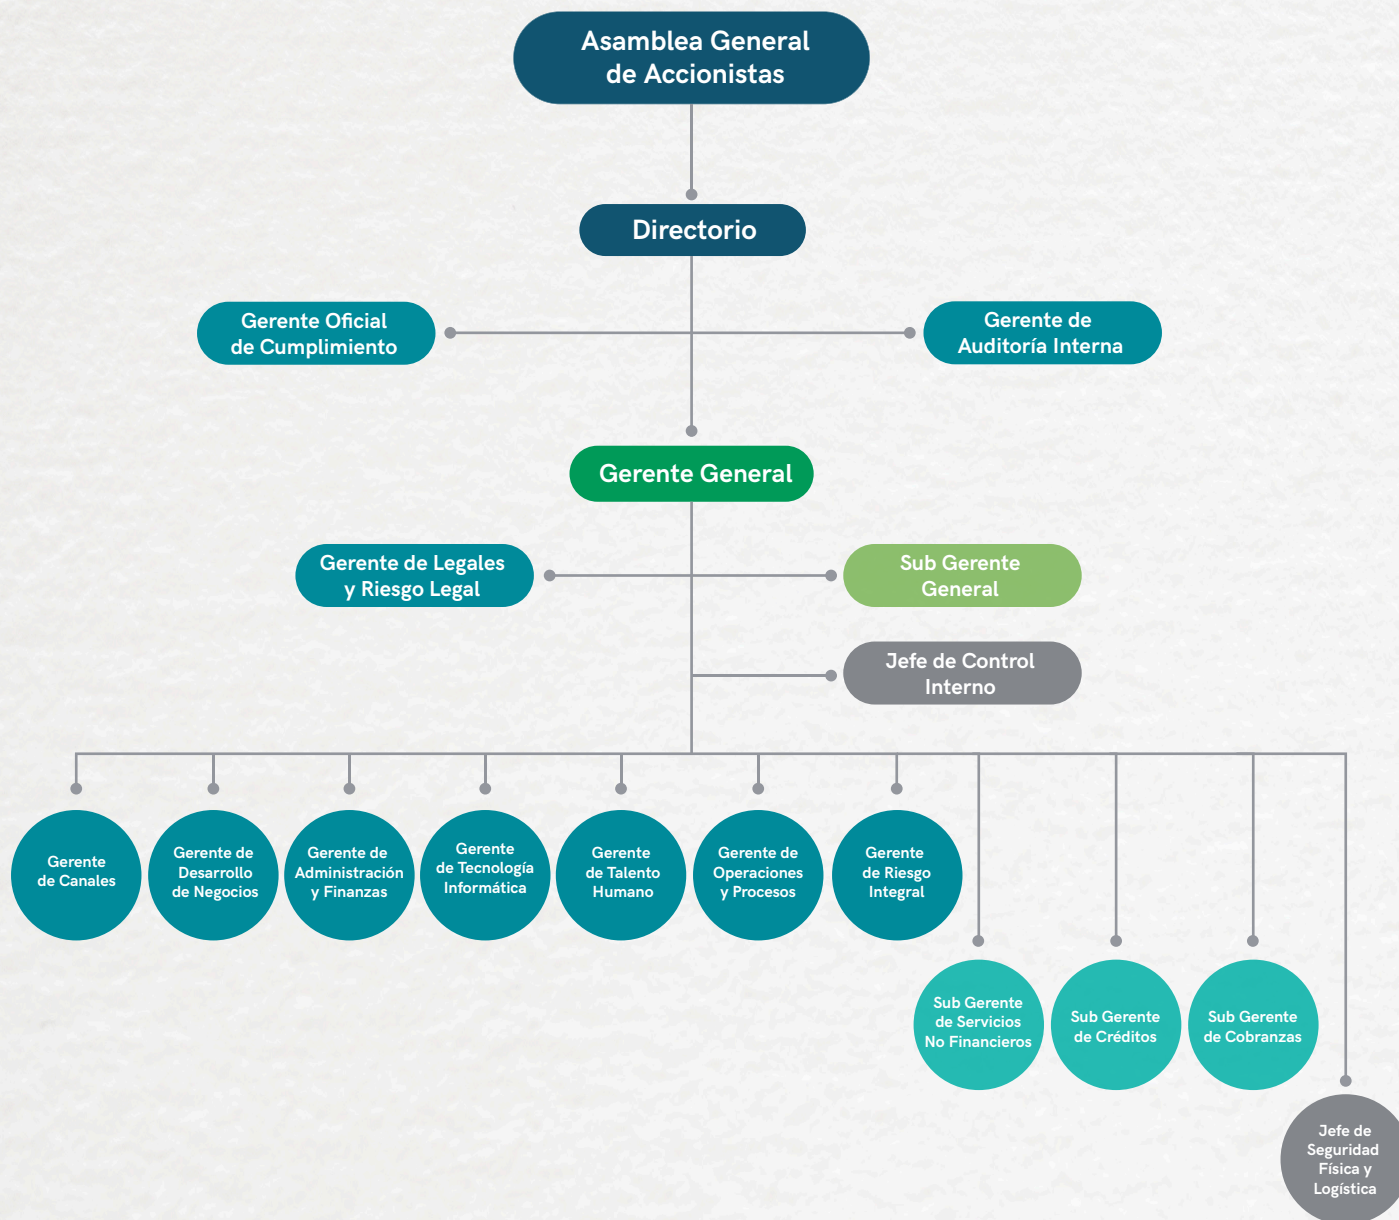 Asamblea General
de Accionistas
Directorio
Gerente Oficial
de Cumplimiento
Gerente de
Auditoría Interna
Gerente General
Gerente de Legales
y Riesgo Legal
Sub Gerente
General
Jefe de Control
Interno
Gerente
de Canales
Gerente de
Desarrollo
de Negocios
Gerente de
Administración
y Finanzas
Gerente
de Tecnología
Informática
Gerente
de Talento
Humano
Gerente de
Operaciones
y Procesos
Gerente
de Riesgo
Integral
Sub Gerente
de Servicios
No Financieros
Sub Gerente
de Créditos
Sub Gerente
de Cobranzas
Jefe de
Seguridad
Física y
Logística